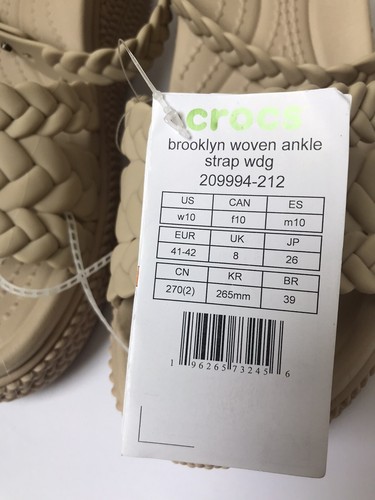 crocs
brooklyn woven ankle
strap wdg
209994-212
US CAN ES
w10 f10 m10
EUR UK JP
41-42 8 26
CN KR BR
270(2) 265mm 39
1 96265 73245 6